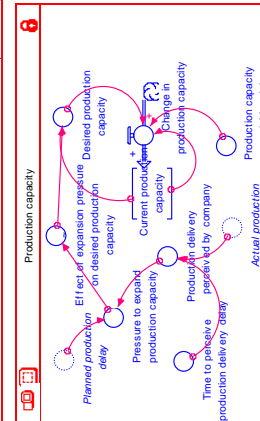 Production capacity
Desired production
capacity
Change in
production capacity
Production capacity
Effect of expansion pressure
on desired production
capacity
Current production
capacity
Planned production
delay
Pressure to expand
production capacity
Production delivery
perceived by company
Actual production
Time to perceive
production delivery delay